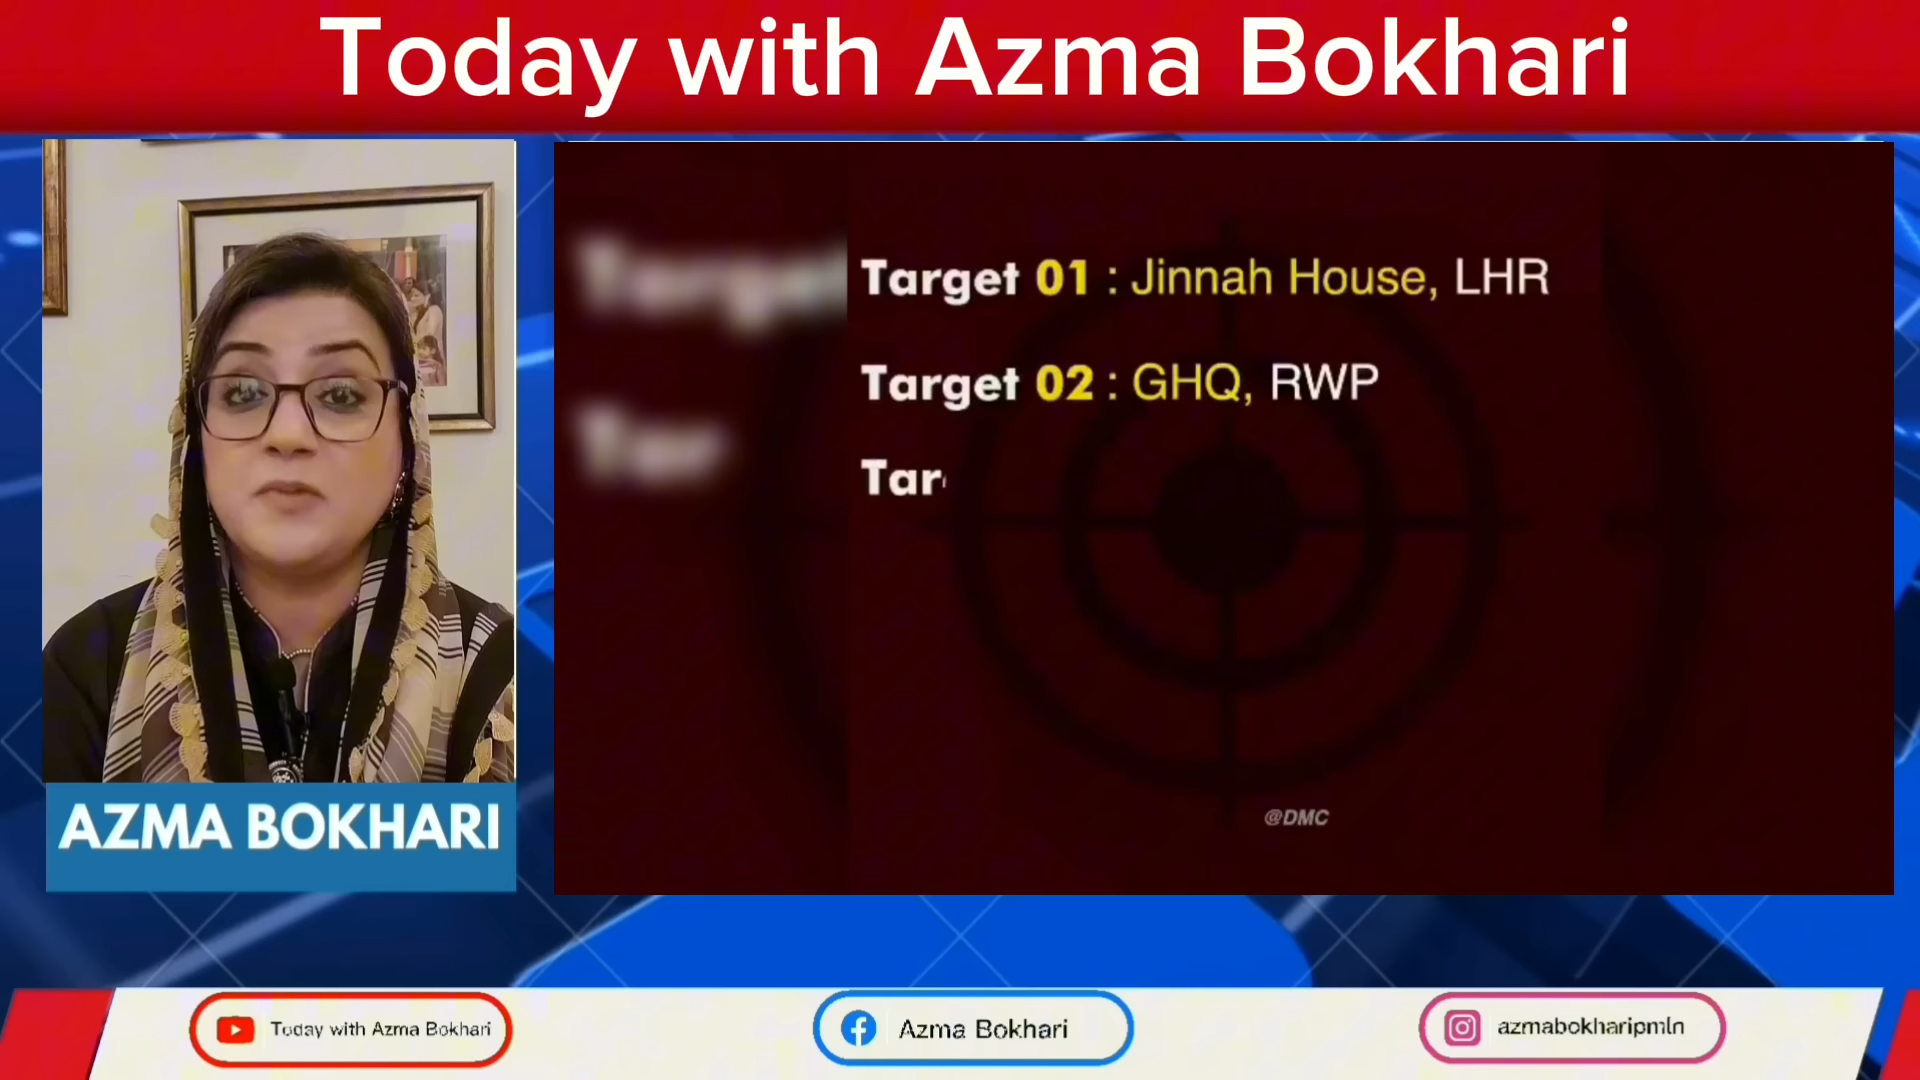 Today with Azma Bokhari
Target 01 : Jinnah House, LHR
Target 02 : GHQ, RWP
Tar
@DMC
AZMA BOKHARI
Today with Azma Bokhari
Azma Bokhari
azmabokharipmln